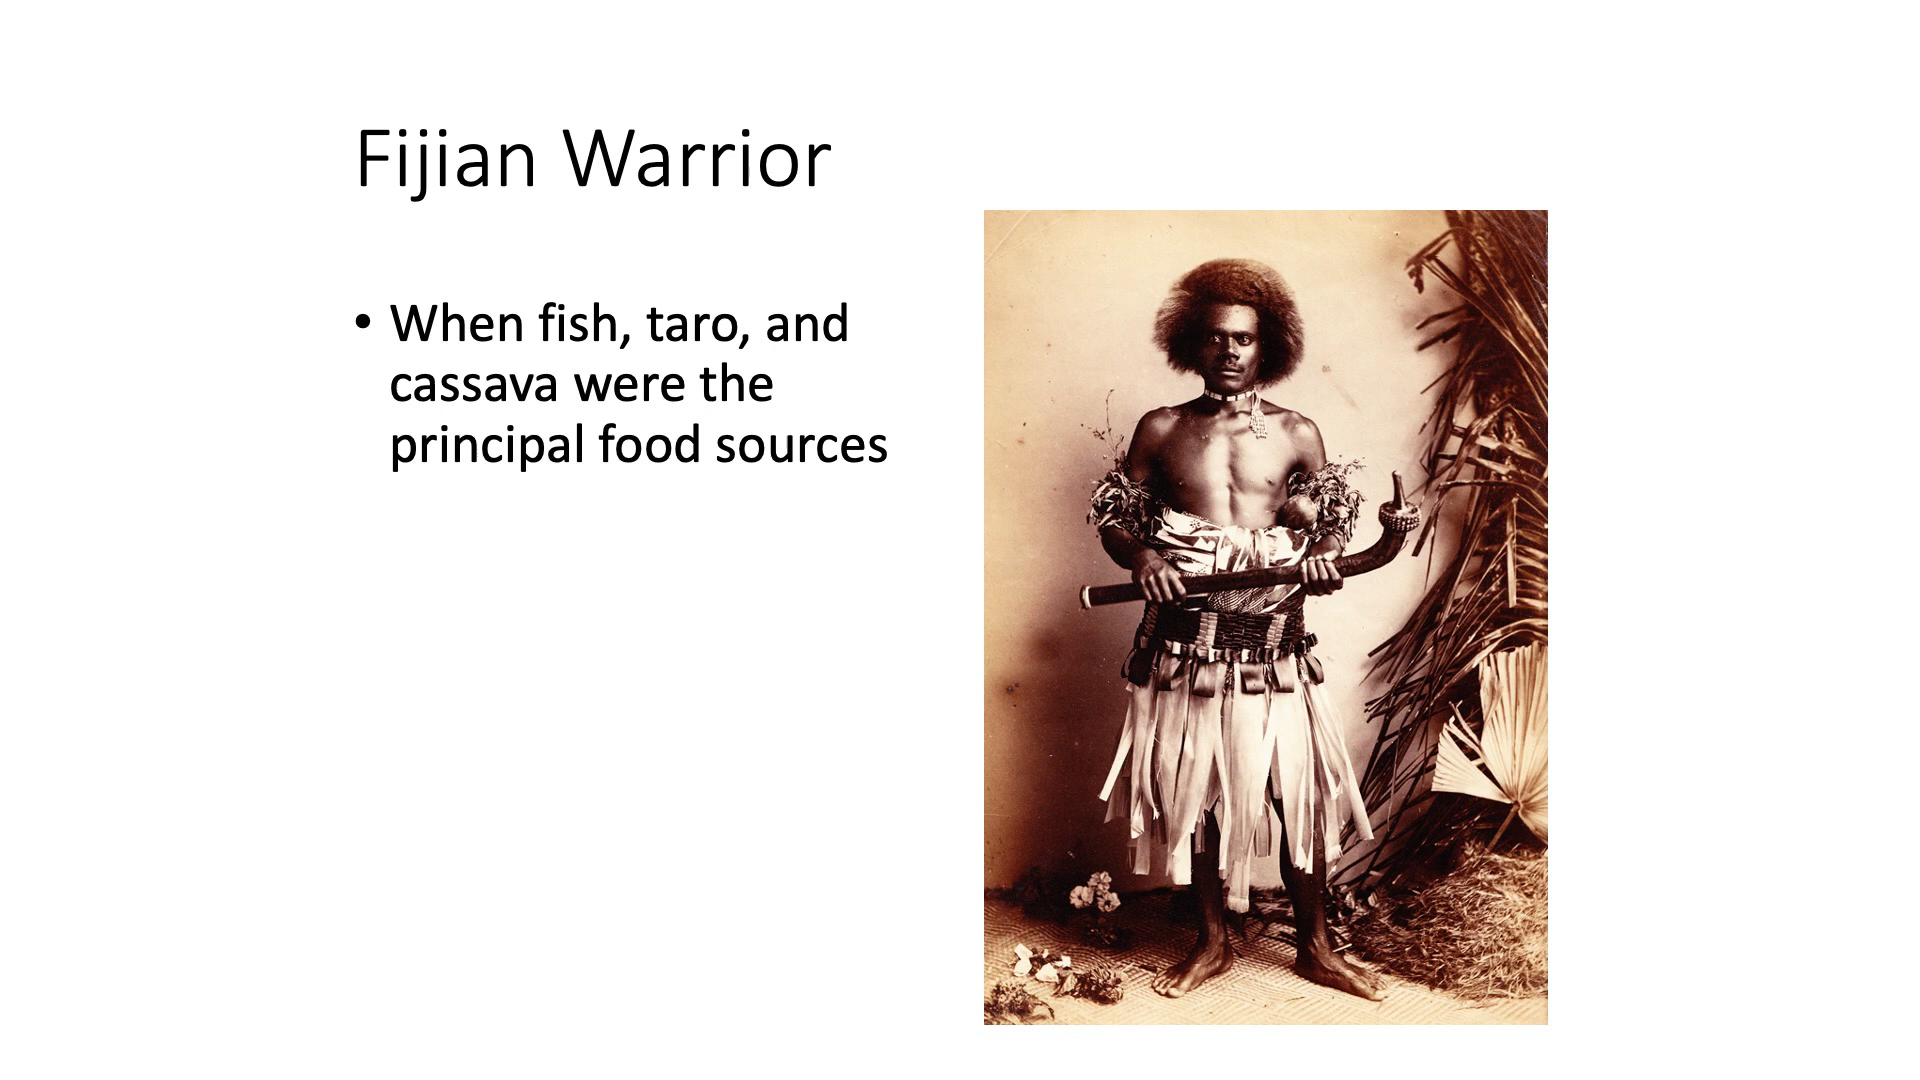 Fijian Warrior
• When fish, taro, and
cassava were the
principal food sources